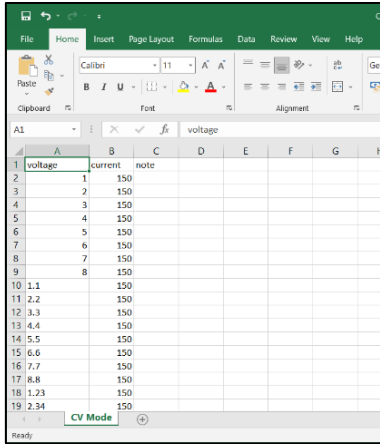 File Home Insert Page Layout Formulas Data Review View Help
Paste
Calibri 11 A A ab Ge
B I U A
Clipboard Font Alignment
A1 fx voltage
A B C D E F G
1 voltage current note
2 1 150
3 2 150
4 3 150
5 4 150
6 5 150
7 6 150
8 7 150
9 8 150
10 1.1 150
11 2.2 150
12 3.3 150
13 4.4 150
14 5.5 150
15 6.6 150
16 7.7 150
17 8.8 150
18 1.23 150
19 2.34 150
CV Mode
Ready